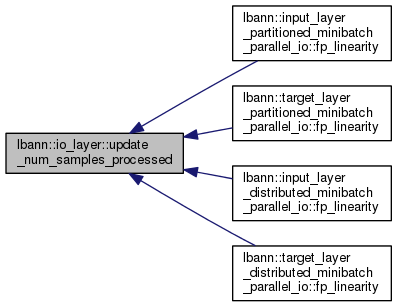 lbann::input_layer
_partitioned_minibatch
_parallel_io::fp_linearity
lbann::target_layer
_partitioned_minibatch
_parallel_io::fp_linearity
lbann::io_layer::update
_num_samples_processed
lbann::input_layer
_distributed_minibatch
_parallel_io::fp_linearity
lbann::target_layer
_distributed_minibatch
_parallel_io::fp_linearity